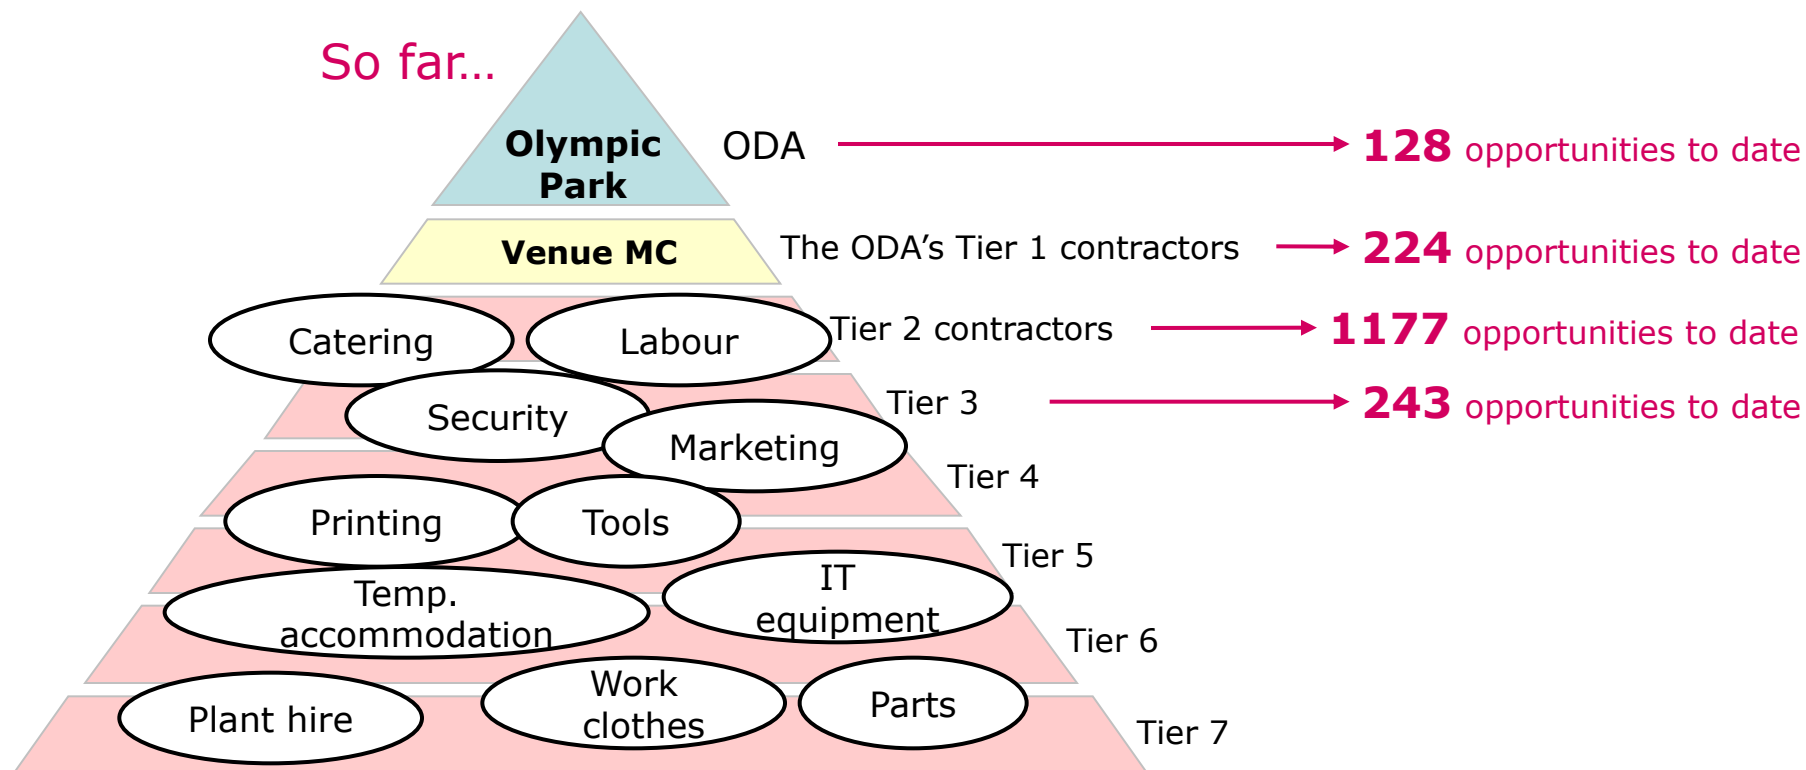 So far…
Olympic
Park
ODA
128 opportunities to date
Venue MC
The ODA’s Tier 1 contractors
224 opportunities to date
Catering
Labour
Tier 2 contractors
1177 opportunities to date
Security
Marketing
Tier 3
243 opportunities to date
Tier 4
Printing
Tools
Tier 5
Temp.
accommodation
IT
equipment
Tier 6
Plant hire
Work
clothes
Parts
Tier 7